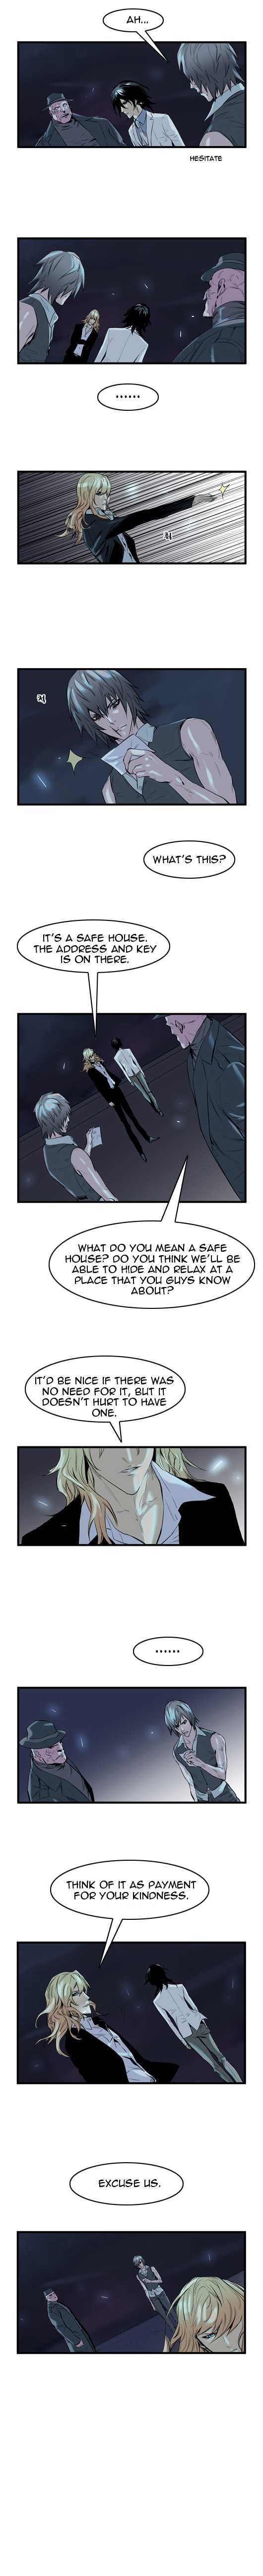 AH...
HESITATE
......
척
척
WHAT'S THIS?
IT'S A SAFE HOUSE.
THE ADDRESS AND KEY
IS ON THERE.
WHAT DO YOU MEAN A SAFE
HOUSE? DO YOU THINK WE'LL BE
ABLE TO HIDE AND RELAX AT A
PLACE THAT YOU GUYS KNOW
ABOUT?
IT'D BE NICE IF THERE WAS
NO NEED FOR IT, BUT IT
DOESN'T HURT TO HAVE
ONE.
......
THINK OF IT AS PAYMENT
FOR YOUR KINDNESS.
EXCUSE US.